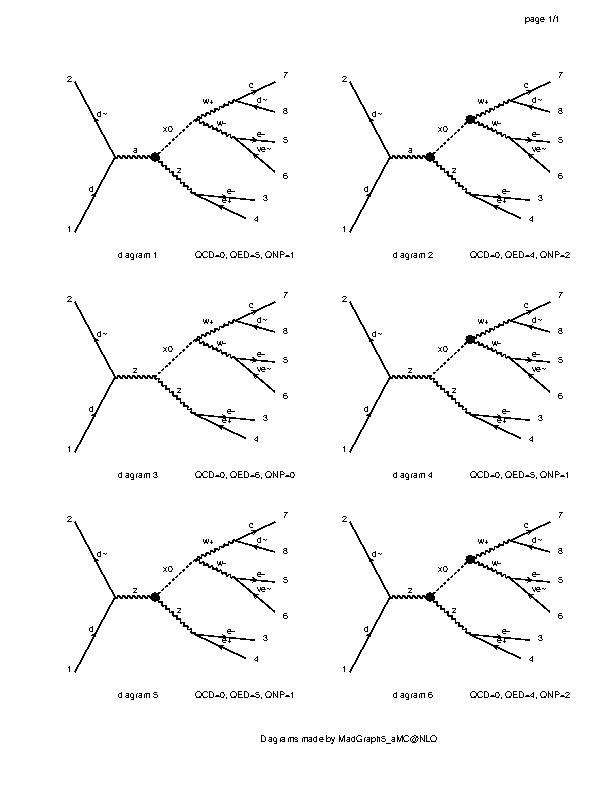 page 1/1
2
d~
d
1
a
x0
z
w+
w-
c
d~
e-
ve~
e-
e+
7
8
5
6
3
4
diagram 1 QCD=0, QED=5, QNP=1
2
d~
d
1
a
x0
z
w+
w-
c
d~
e-
ve~
e-
e+
7
8
5
6
3
4
diagram 2 QCD=0, QED=4, QNP=2
2
d~
d
1
z
x0
z
w+
w-
c
d~
e-
ve~
e-
e+
7
8
5
6
3
4
diagram 3 QCD=0, QED=6, QNP=0
2
d~
d
1
z
x0
z
w+
w-
c
d~
e-
ve~
e-
e+
7
8
5
6
3
4
diagram 4 QCD=0, QED=5, QNP=1
2
d~
d
1
z
x0
z
w+
w-
c
d~
e-
ve~
e-
e+
7
8
5
6
3
4
diagram 5 QCD=0, QED=5, QNP=1
2
d~
d
1
z
x0
z
w+
w-
c
d~
e-
ve~
e-
e+
7
8
5
6
3
4
diagram 6 QCD=0, QED=4, QNP=2
Diagrams made by MadGraph5_aMC@NLO